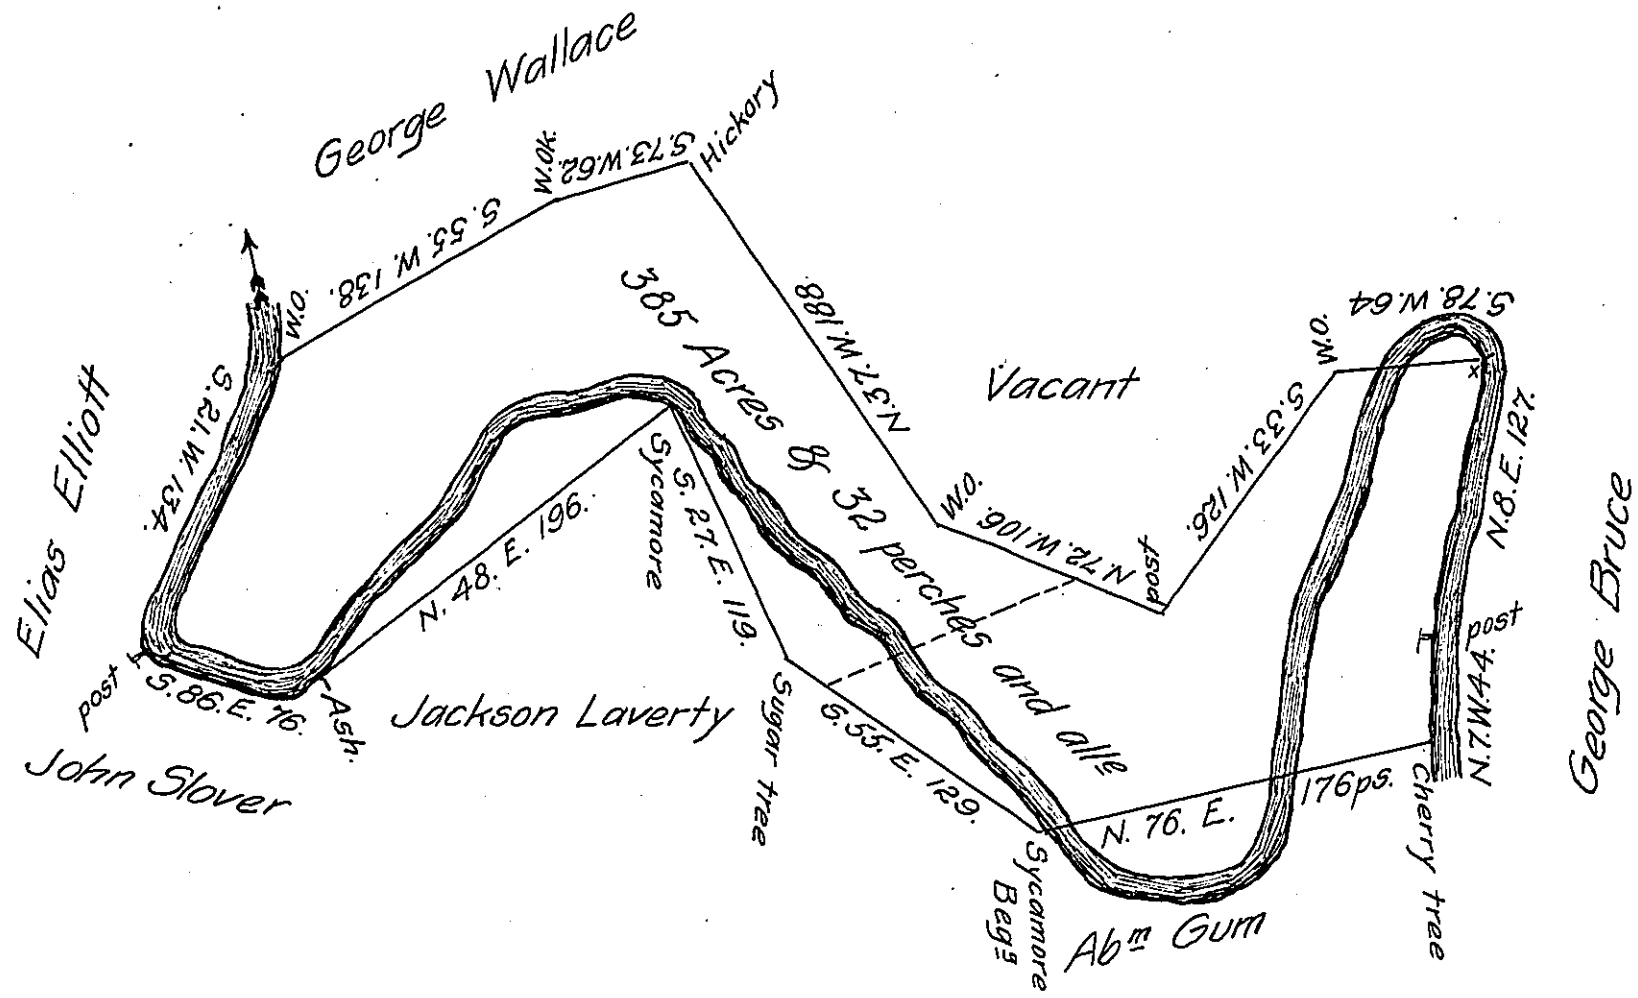 George Wallace
Elias Elliott
John Slover
Jackson Laverty
Vacant
George Bruce
Abm Gum
385 Acres & 32 perches and alle
Sycamore
Begn
N. 76. E. 176ps.
Cherry tree
N.7.W.44.
post
N.8.E.127.
x
S.78.W.64
W.O.
S.33.W.126.
post
N.72.W.106.
W.O.
N.37.W.188
Hickory
S.73.W.62.
W.Ok.
S.55.W.138.
W.O.
S.21.W.134.
post
S.86.E.76.
Ash.
N.48.E.196.
Sycamore
S.27.E.119.
Sugar tree
S.55.E.129.